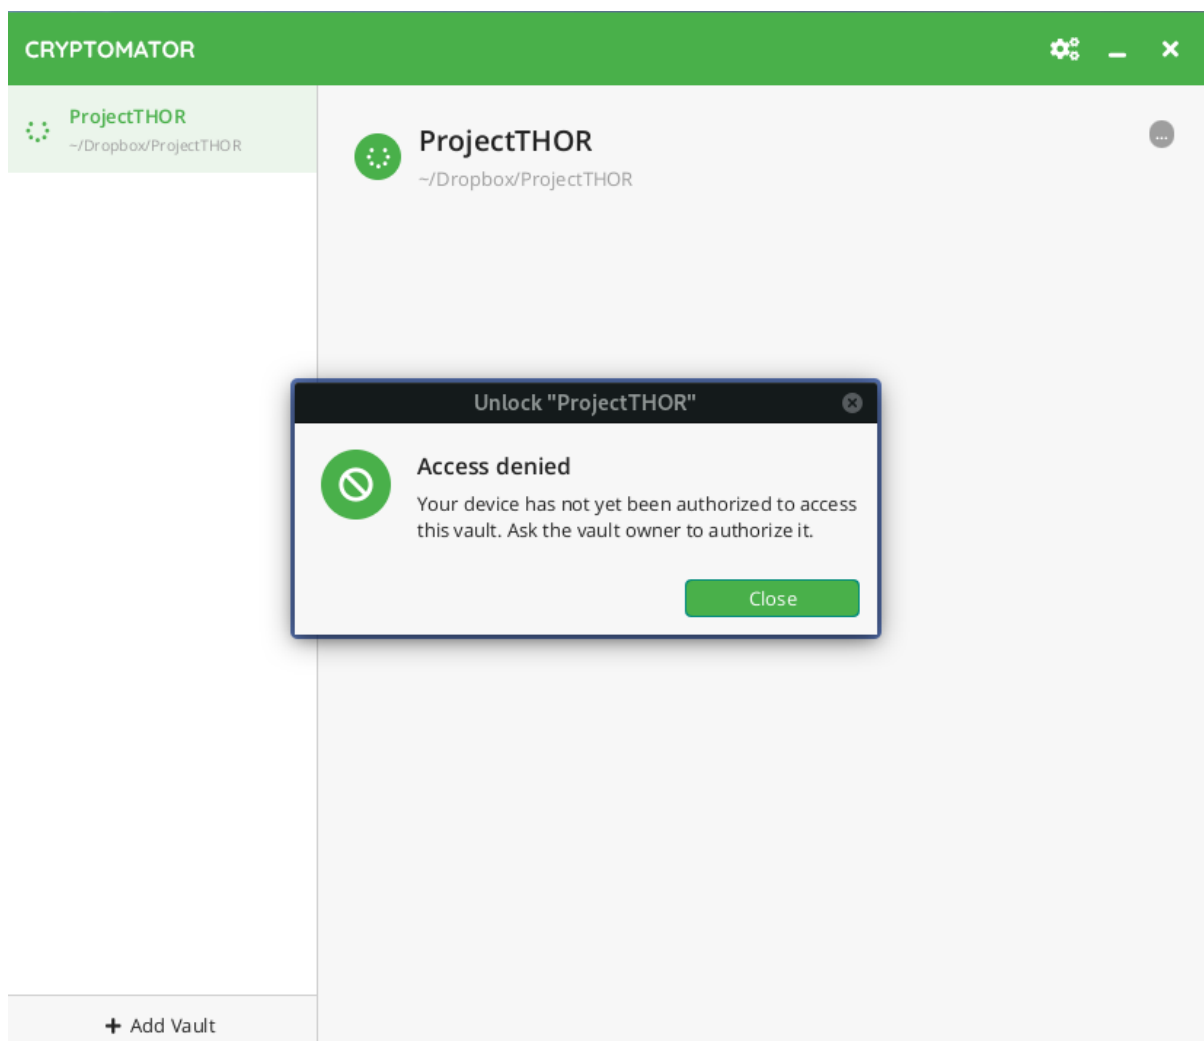 CRYPTOMATOR
ProjectTHOR
~/Dropbox/ProjectTHOR
ProjectTHOR
~/Dropbox/ProjectTHOR
...
Unlock "ProjectTHOR"
Access denied
Your device has not yet been authorized to access
this vault. Ask the vault owner to authorize it.
Close
Add Vault